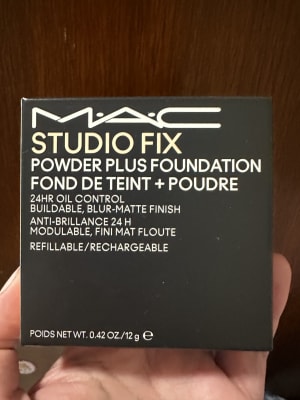 M·A·C
STUDIO FIX
POWDER PLUS FOUNDATION
FOND DE TEINT + POUDRE
24HR OIL CONTROL
BUILDABLE, BLUR-MATTE FINISH
ANTI-BRILLANCE 24 H
MODULABLE, FINI MAT FLOUTE
REFILLABLE/RECHARGEABLE
POIDS NET WT. 0.42 OZ./12 g ℮